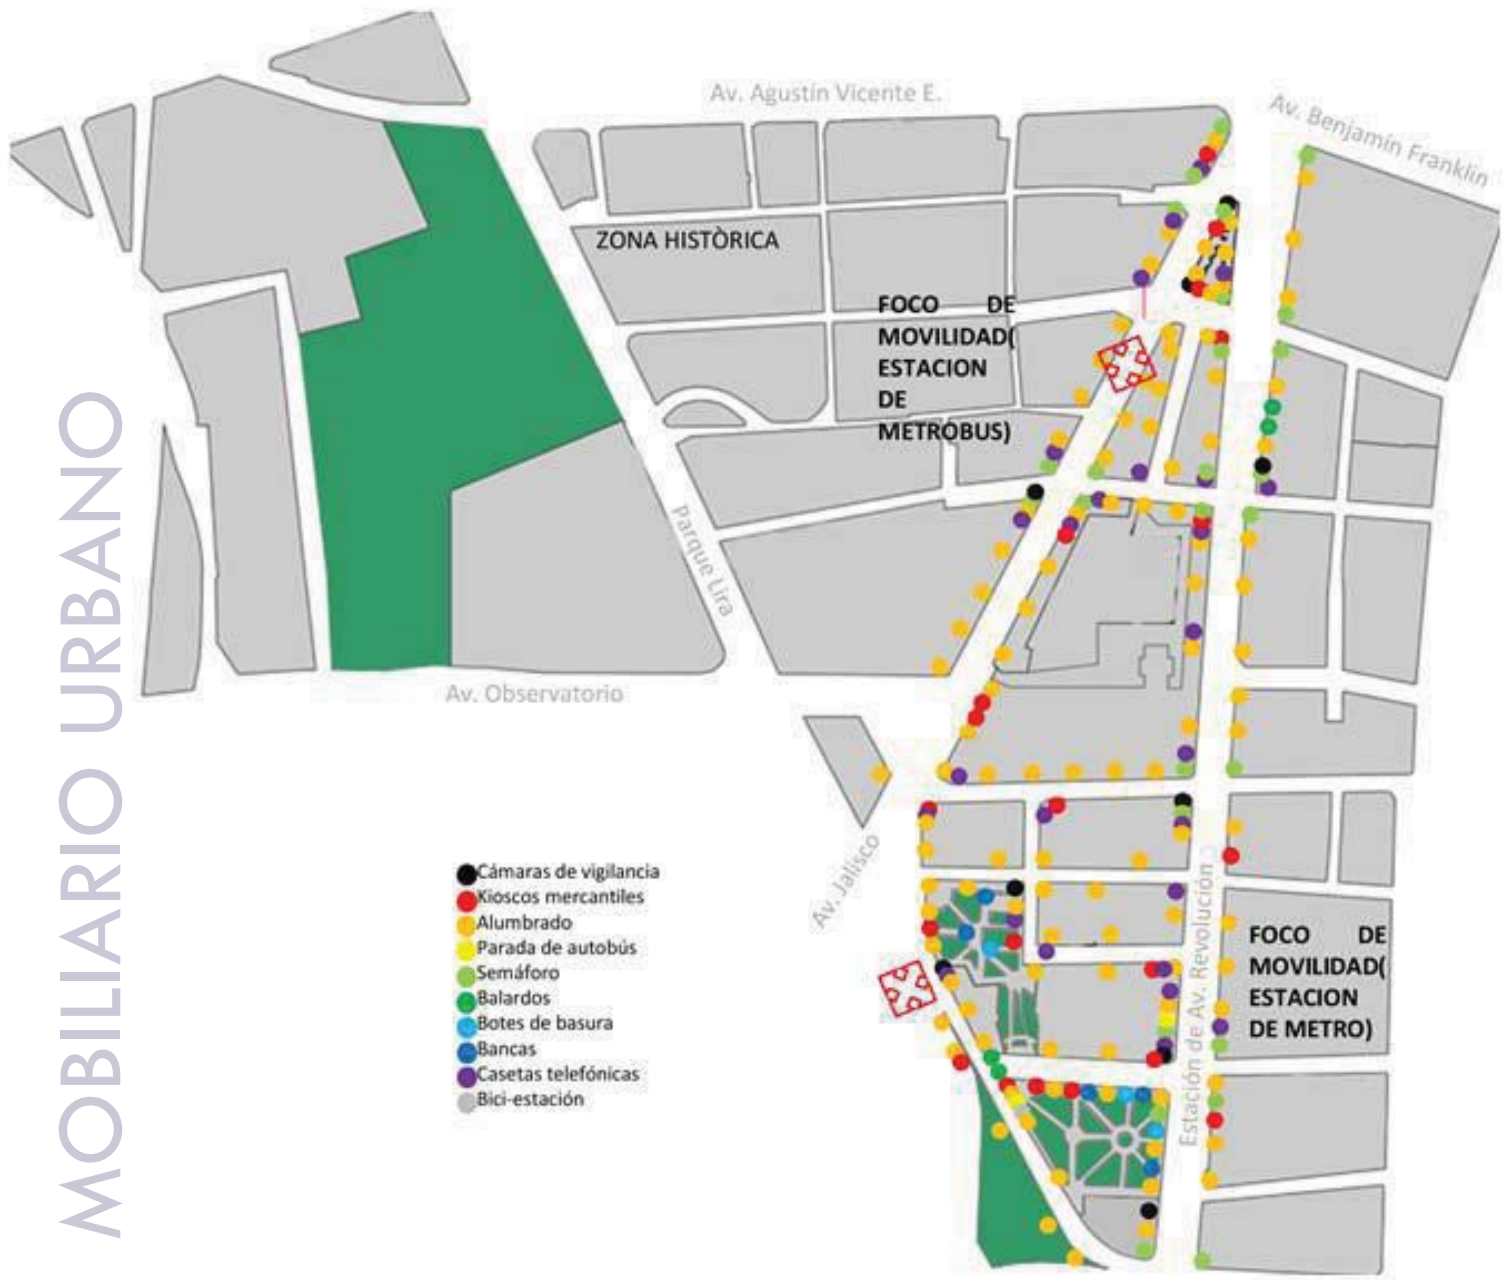 MOBILIARIO URBANO
Av. Agustín Vicente E.
Av. Benjamín Franklin
ZONA HISTÒRICA
FOCO DE
MOVILIDAD(
ESTACION
DE
METROBUS)
Parque Lira
Av. Observatorio
Av. Jalisco
Estación de Av. Revolución
FOCO DE
MOVILIDAD(
ESTACION
DE METRO)
Cámaras de vigilancia
Kioscos mercantiles
Alumbrado
Parada de autobús
Semáforo
Balardos
Botes de basura
Bancas
Casetas telefónicas
Bici-estación